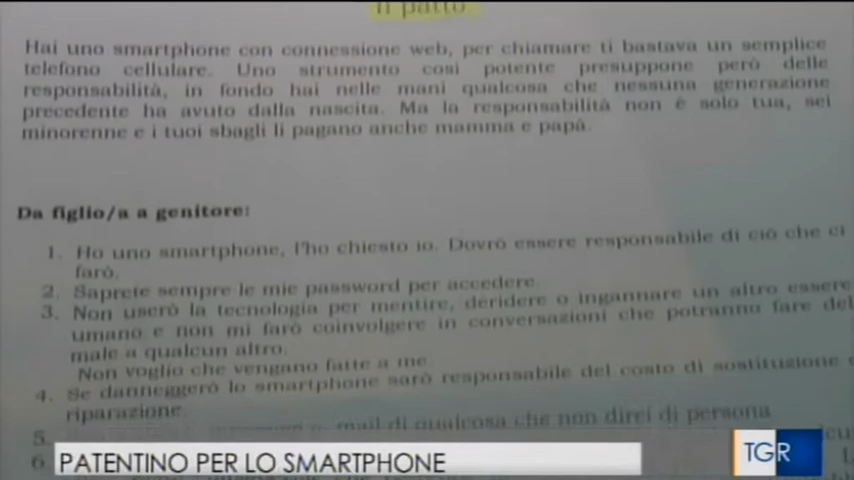 Il patto
Hai uno smartphone con connessione web, per chiamare ti bastava un semplice
telefono cellulare. Uno strumento così potente presuppone però delle
responsabilità, in fondo hai nelle mani qualcosa che nessuna generazione
precedente ha avuto dalla nascita. Ma la responsabilità non è solo tua, sei
minorenne e i tuoi sbagli li pagano anche mamma e papà.
Da figlio/a a genitore:
1. Ho uno smartphone, l'ho chiesto io. Dovrò essere responsabile di ciò che ci
farò.
2. Saprete sempre le mie password per accedere.
3. Non userò la tecnologia per mentire, deridere o ingannare un altro essere
umano e non mi farò coinvolgere in conversazioni che potranno fare del
male a qualcun altro.
Non voglio che vengano fatte a me.
4. Se danneggerò lo smartphone sarò responsabile del costo di sostituzione o
riparazione.
5. mail di qualcosa che non direi di persona
6
PATENTINO PER LO SMARTPHONE
TGR